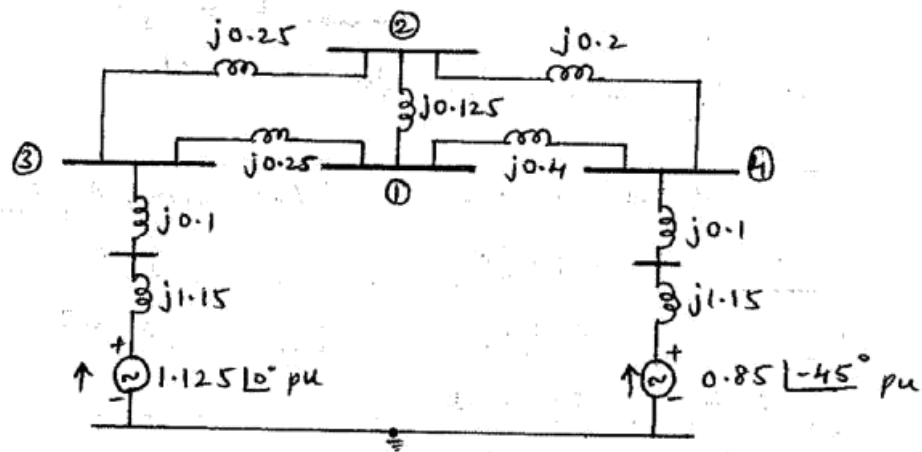 ②
j0.25
j0.2
j0.125
③
j0.25
①
j0.4
④
j0.1
j0.1
j1.15
j1.15
↑
+
~
-
1.125∠0° pu
↑
+
~
-
0.85∠-45° pu